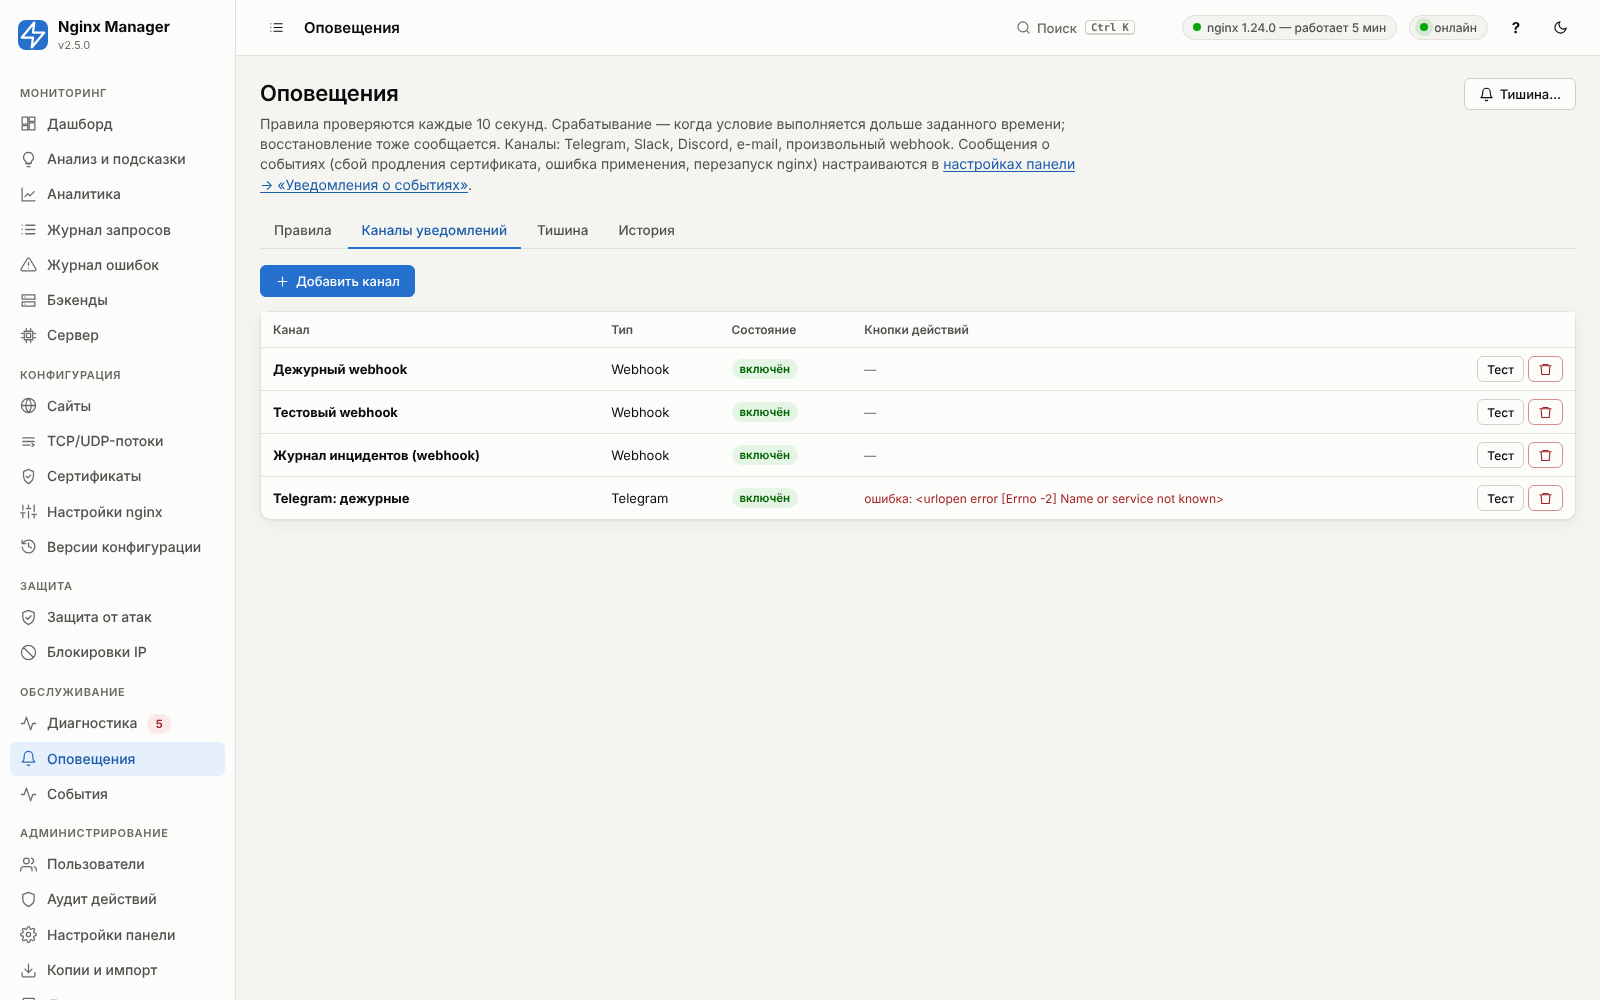 Nginx Manager
v2.5.0
МОНИТОРИНГ
Дашборд
Анализ и подсказки
Аналитика
Журнал запросов
Журнал ошибок
Бэкенды
Сервер
КОНФИГУРАЦИЯ
Сайты
TCP/UDP-потоки
Сертификаты
Настройки nginx
Версии конфигурации
ЗАЩИТА
Защита от атак
Блокировки IP
ОБСЛУЖИВАНИЕ
Диагностика 5
Оповещения
События
АДМИНИСТРИРОВАНИЕ
Пользователи
Аудит действий
Настройки панели
Копии и импорт
Оповещения
Поиск Ctrl K
nginx 1.24.0 — работает 5 мин
онлайн
?
Оповещения
Тишина...
Правила проверяются каждые 10 секунд. Срабатывание — когда условие выполняется дольше заданного времени;
восстановление тоже сообщается. Каналы: Telegram, Slack, Discord, e-mail, произвольный webhook. Сообщения о
событиях (сбой продления сертификата, ошибка применения, перезапуск nginx) настраиваются в настройках панели
→ «Уведомления о событиях».
Правила Каналы уведомлений Тишина История
+ Добавить канал
Канал Тип Состояние Кнопки действий
Дежурный webhook Webhook включён — Тест
Тестовый webhook Webhook включён — Тест
Журнал инцидентов (webhook) Webhook включён — Тест
Telegram: дежурные Telegram включён ошибка: <urlopen error [Errno -2] Name or service not known> Тест